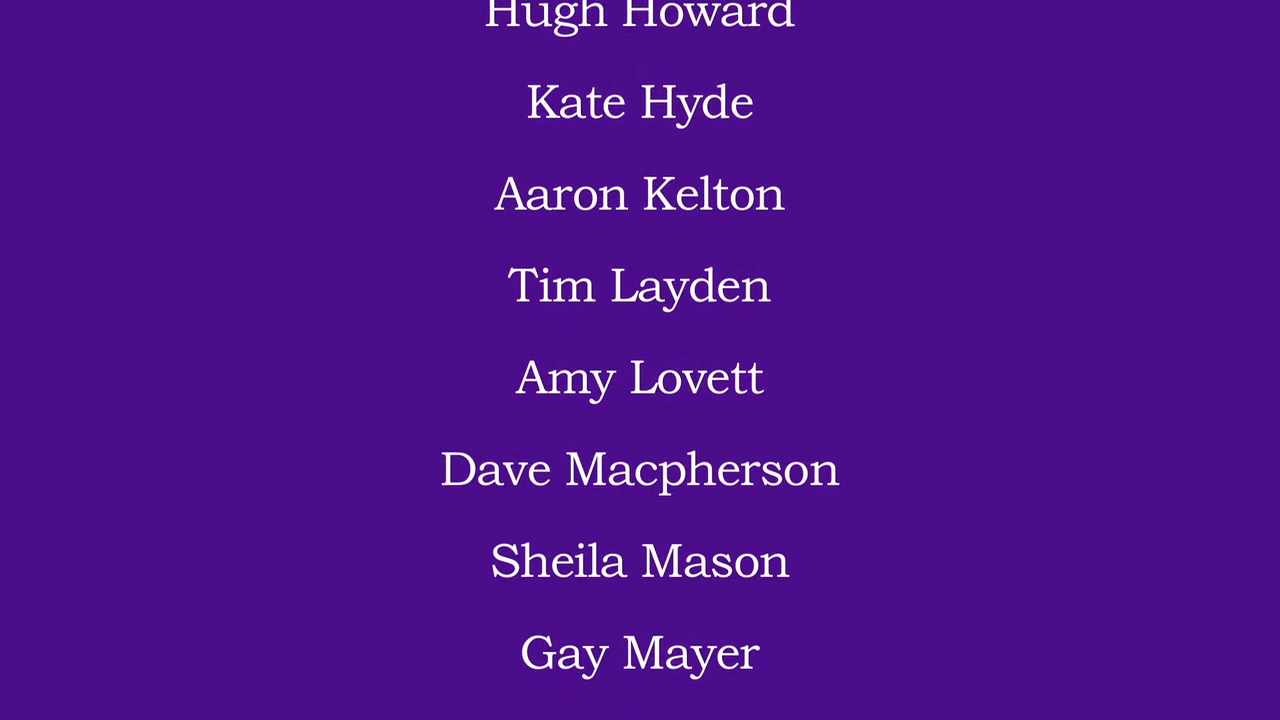 Hugh Howard
Kate Hyde
Aaron Kelton
Tim Layden
Amy Lovett
Dave Macpherson
Sheila Mason
Gay Mayer